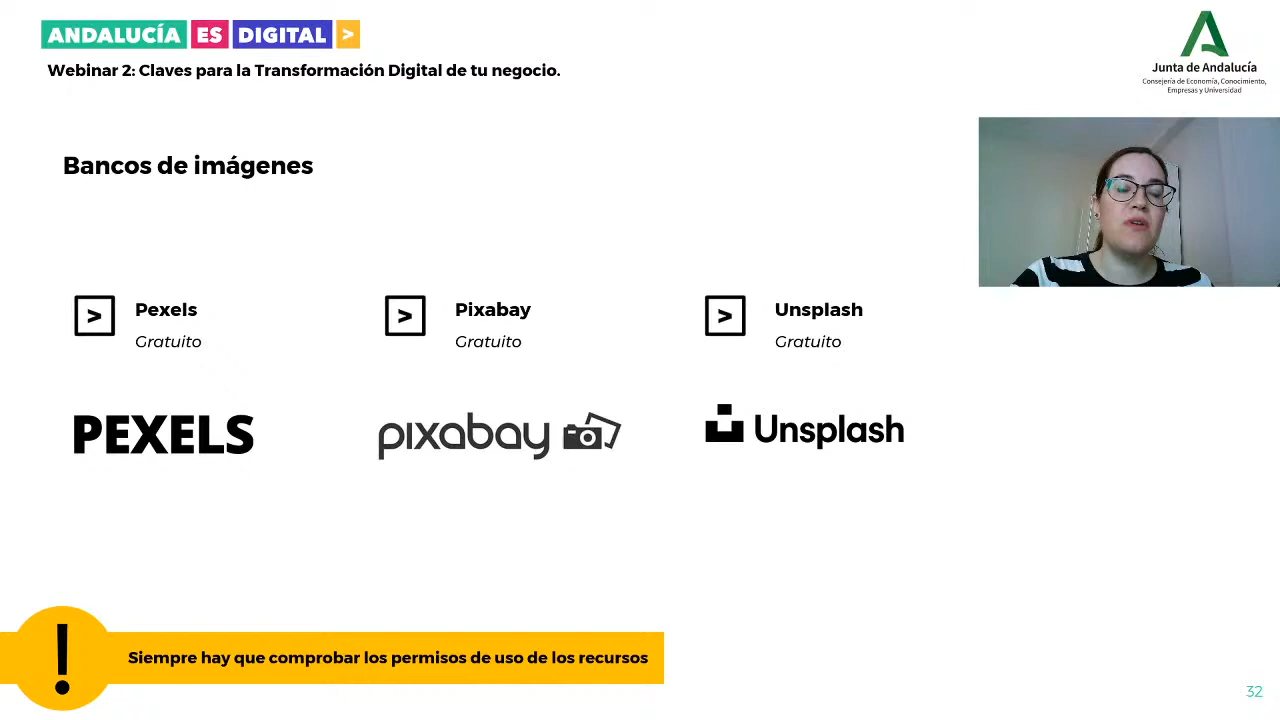 ANDALUCÍA ES DIGITAL >
Webinar 2: Claves para la Transformación Digital de tu negocio.
Junta de Andalucía
Consejería de Economía, Conocimiento,
Empresas y Universidad
Bancos de imágenes
> Pexels
Gratuito
> Pixabay
Gratuito
> Unsplash
Gratuito
PEXELS
pixabay
Unsplash
! Siempre hay que comprobar los permisos de uso de los recursos
32